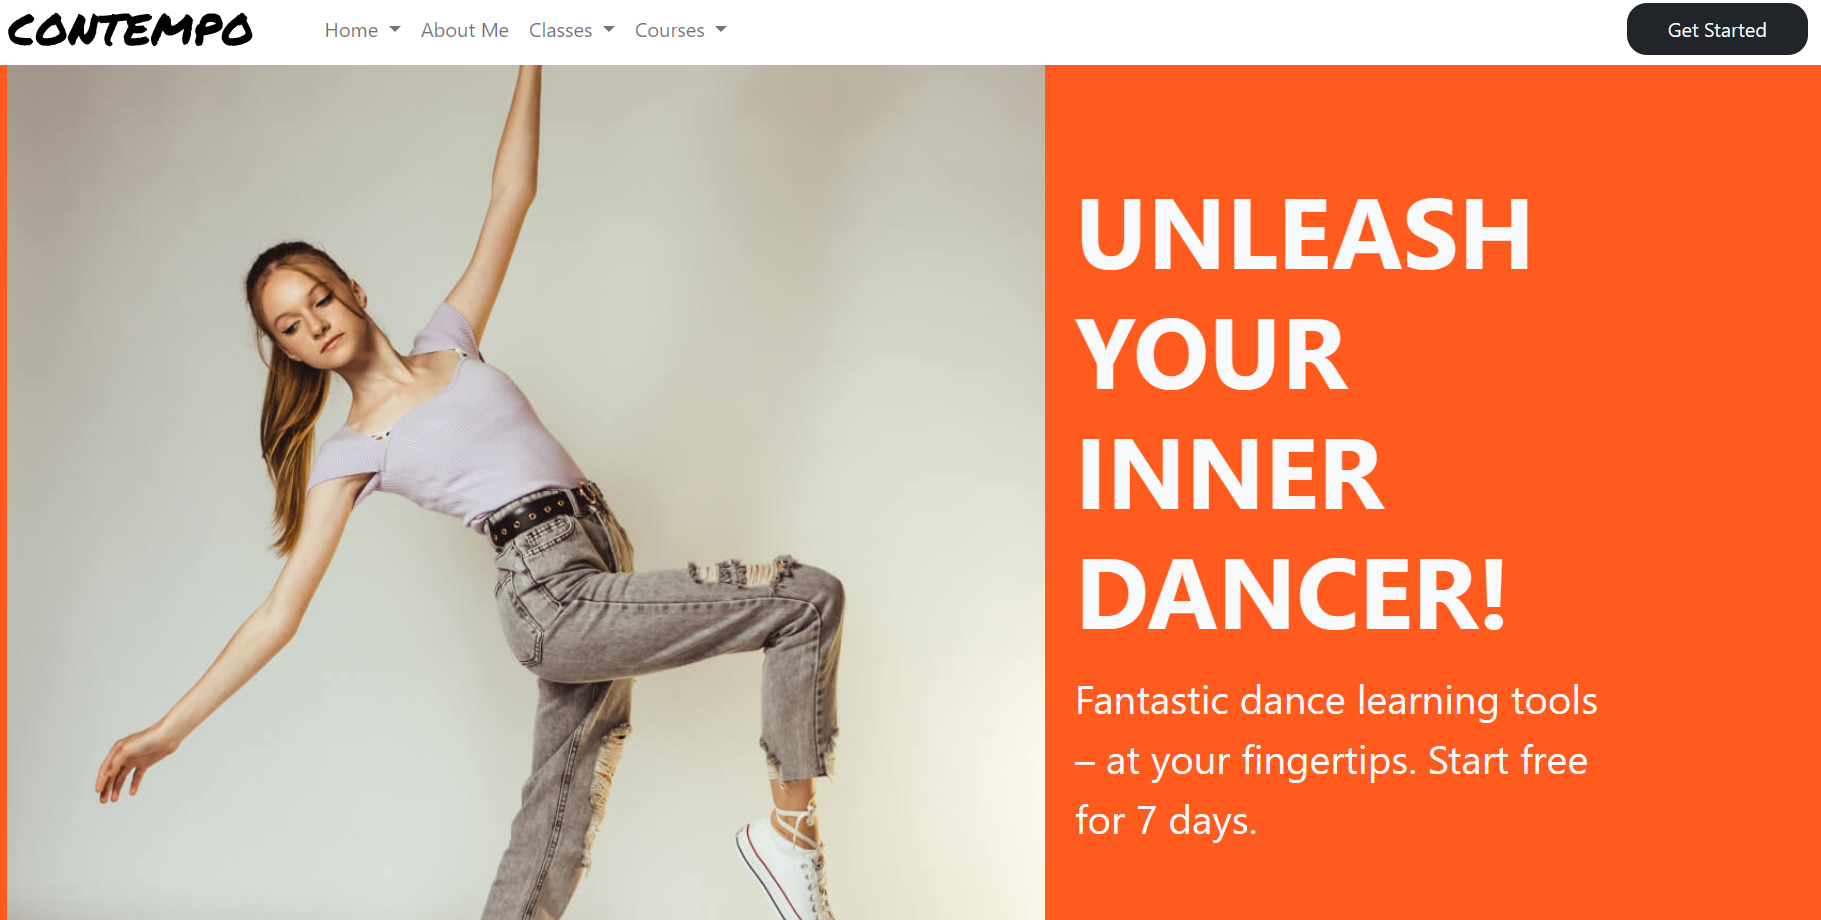 CONTEMPO
Home
About Me
Classes
Courses
Get Started
UNLEASH
YOUR
INNER
DANCER!
Fantastic dance learning tools
– at your fingertips. Start free
for 7 days.